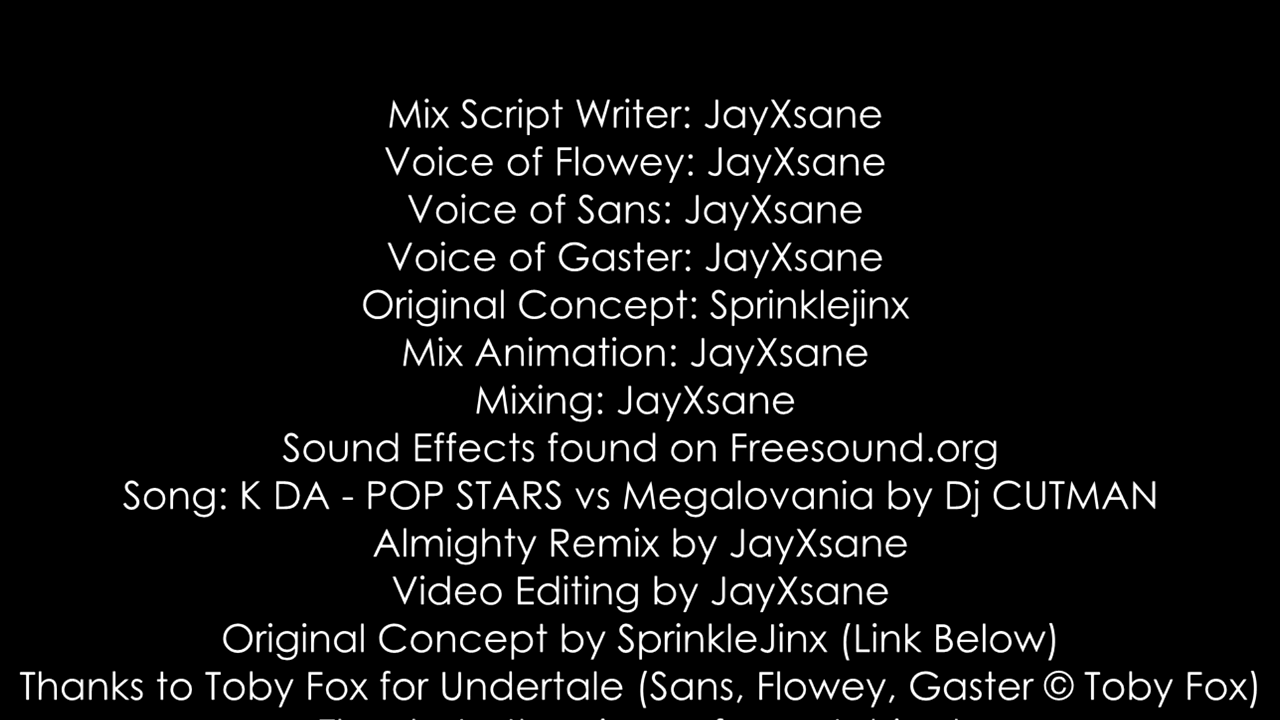 Mix Script Writer: JayXsane
Voice of Flowey: JayXsane
Voice of Sans: JayXsane
Voice of Gaster: JayXsane
Original Concept: Sprinklejinx
Mix Animation: JayXsane
Mixing: JayXsane
Sound Effects found on Freesound.org
Song: K DA - POP STARS vs Megalovania by Dj CUTMAN
Almighty Remix by JayXsane
Video Editing by JayXsane
Original Concept by SprinkleJinx (Link Below)
Thanks to Toby Fox for Undertale (Sans, Flowey, Gaster © Toby Fox)